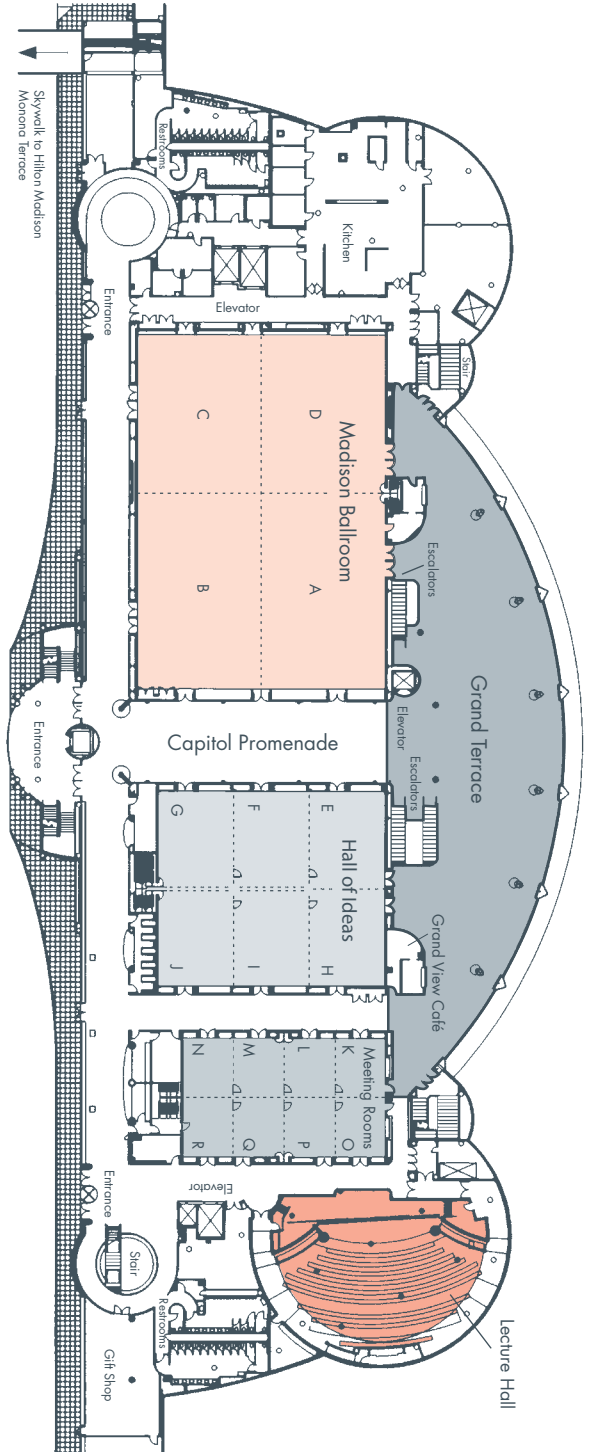 Skywalk to Hilton Madison
Monona Terrace
Restrooms
Kitchen
Elevator
Entrance
Stair
Madison Ballroom
C
D
B
A
Escalators
Grand Terrace
Elevator
Escalators
Capitol Promenade
Entrance
Hall of Ideas
G
F
E
J
I
H
Grand View Café
Meeting Rooms
N
M
L
K
R
Q
P
O
Elevator
Entrance
Stair
Restrooms
Gift Shop
Lecture Hall